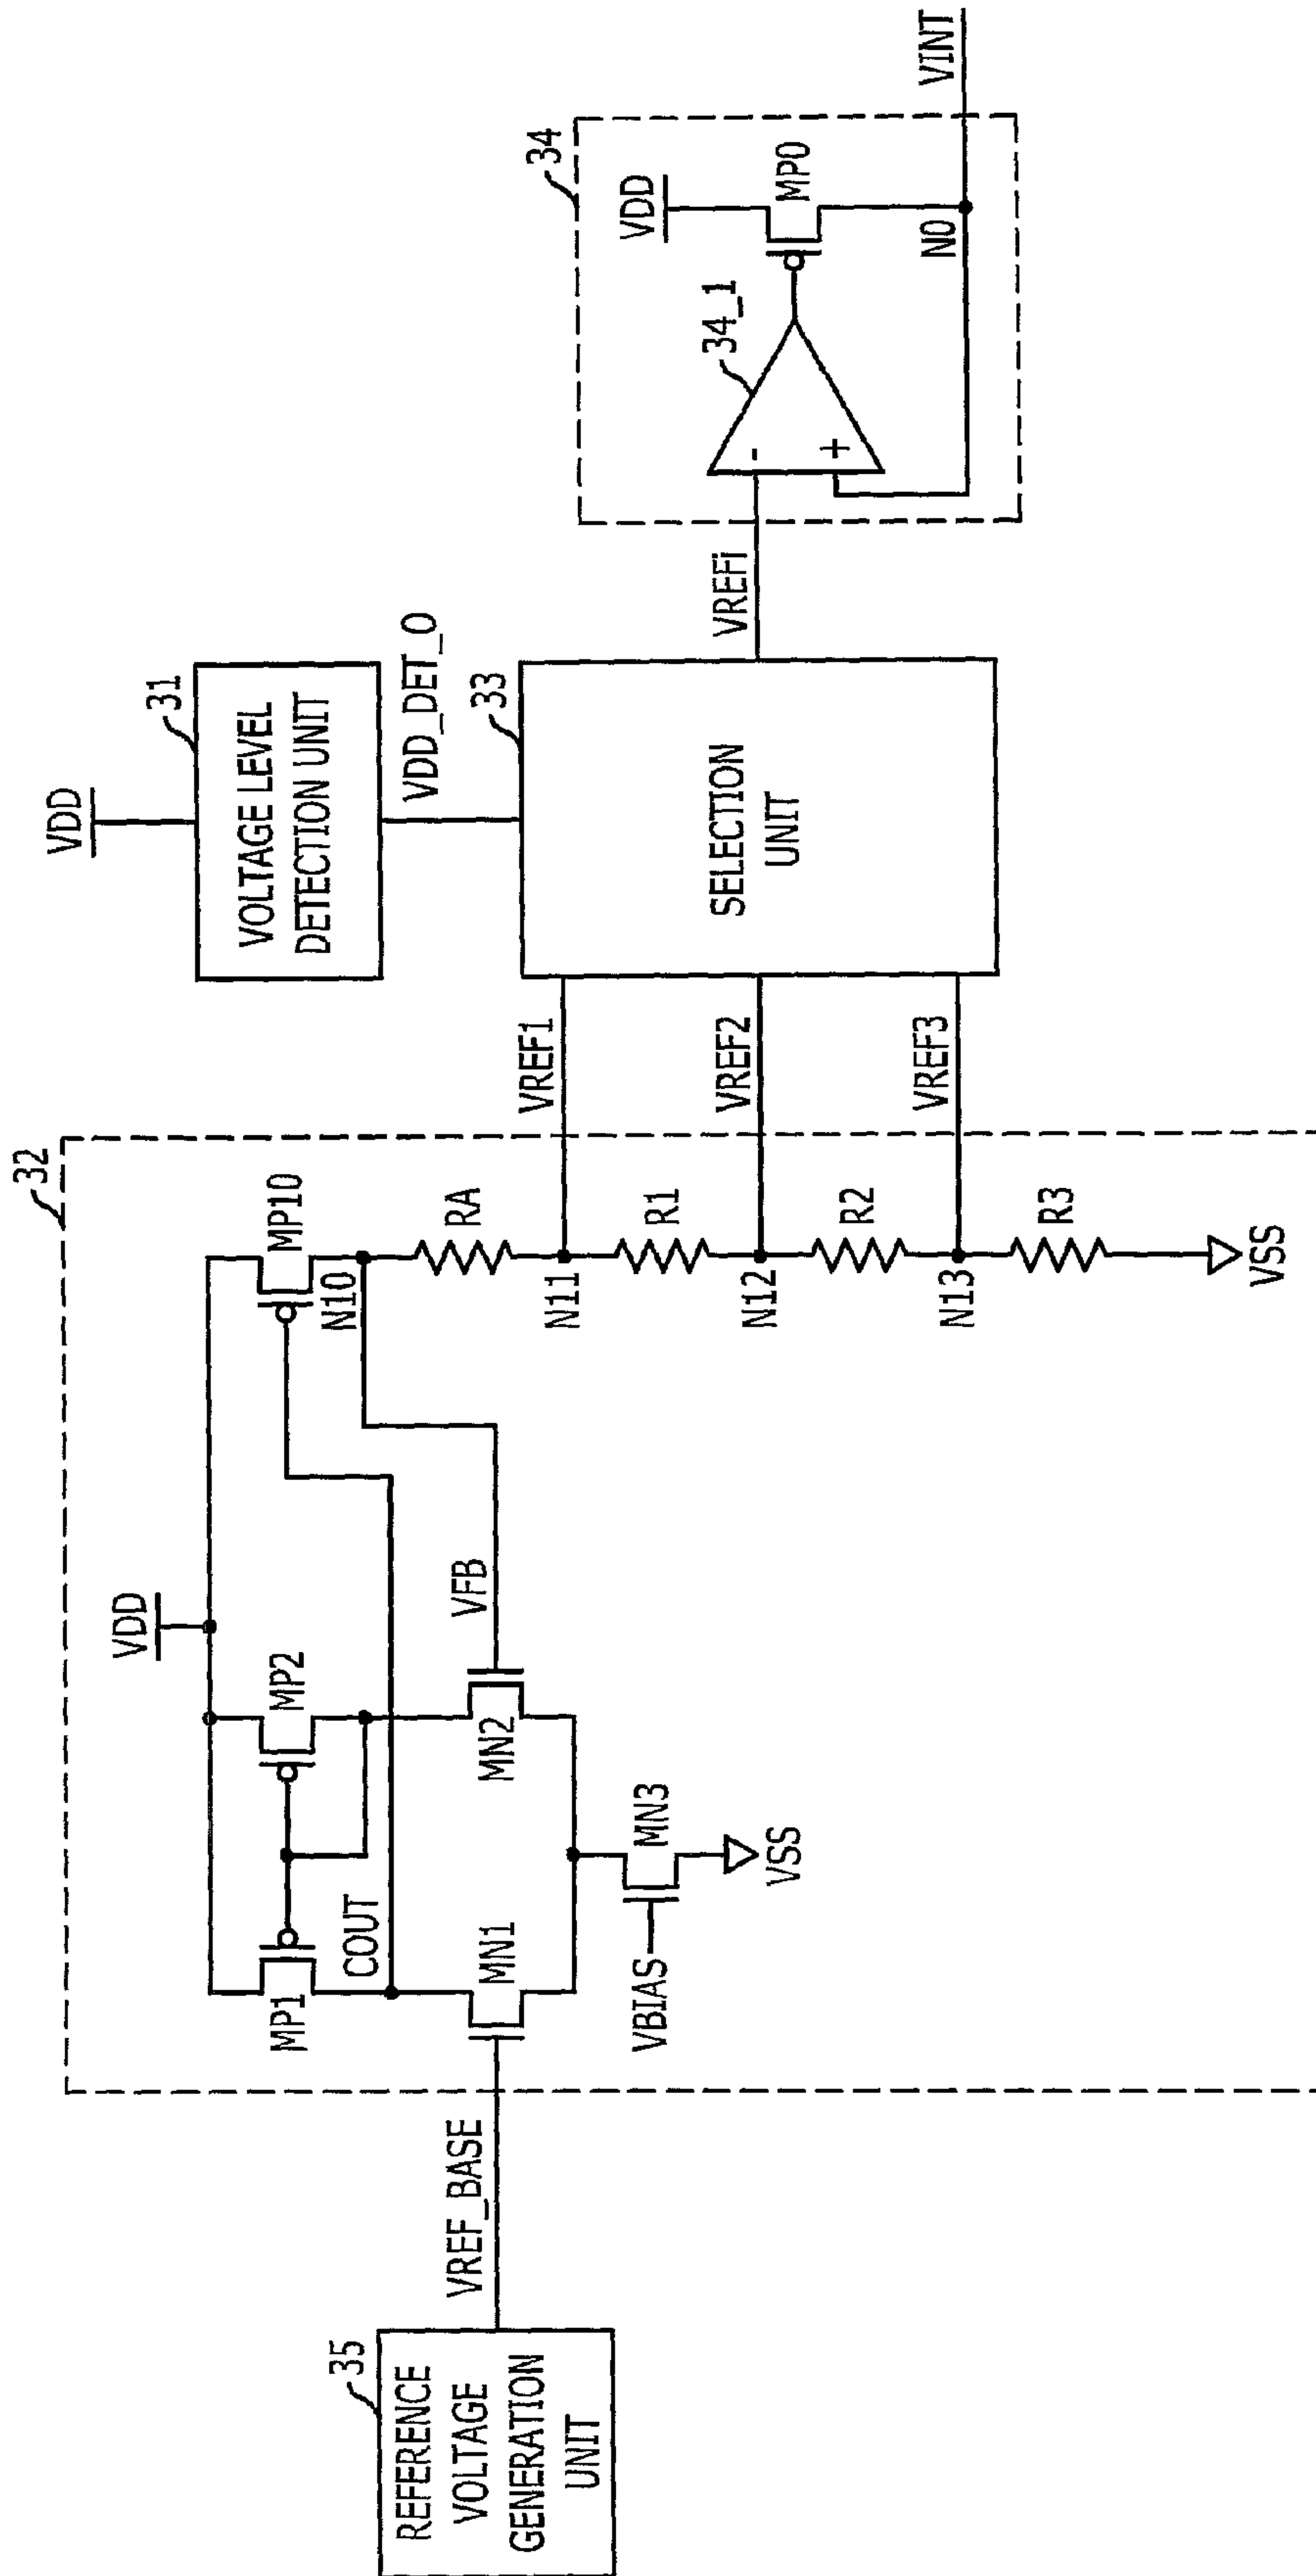 35
REFERENCE
VOLTAGE
GENERATION
UNIT
VREF_BASE
32
VDD
MP1
MP2
MP10
COUT
N10
VFB
MN1
MN2
VBIAS
MN3
VSS
RA
N11
R1
N12
R2
N13
R3
VSS
VREF1
VREF2
VREF3
VDD
31
VOLTAGE LEVEL
DETECTION UNIT
VDD_DET_O
33
SELECTION
UNIT
VREFi
34
VDD
34_1
-
+
MP0
N0
VINT